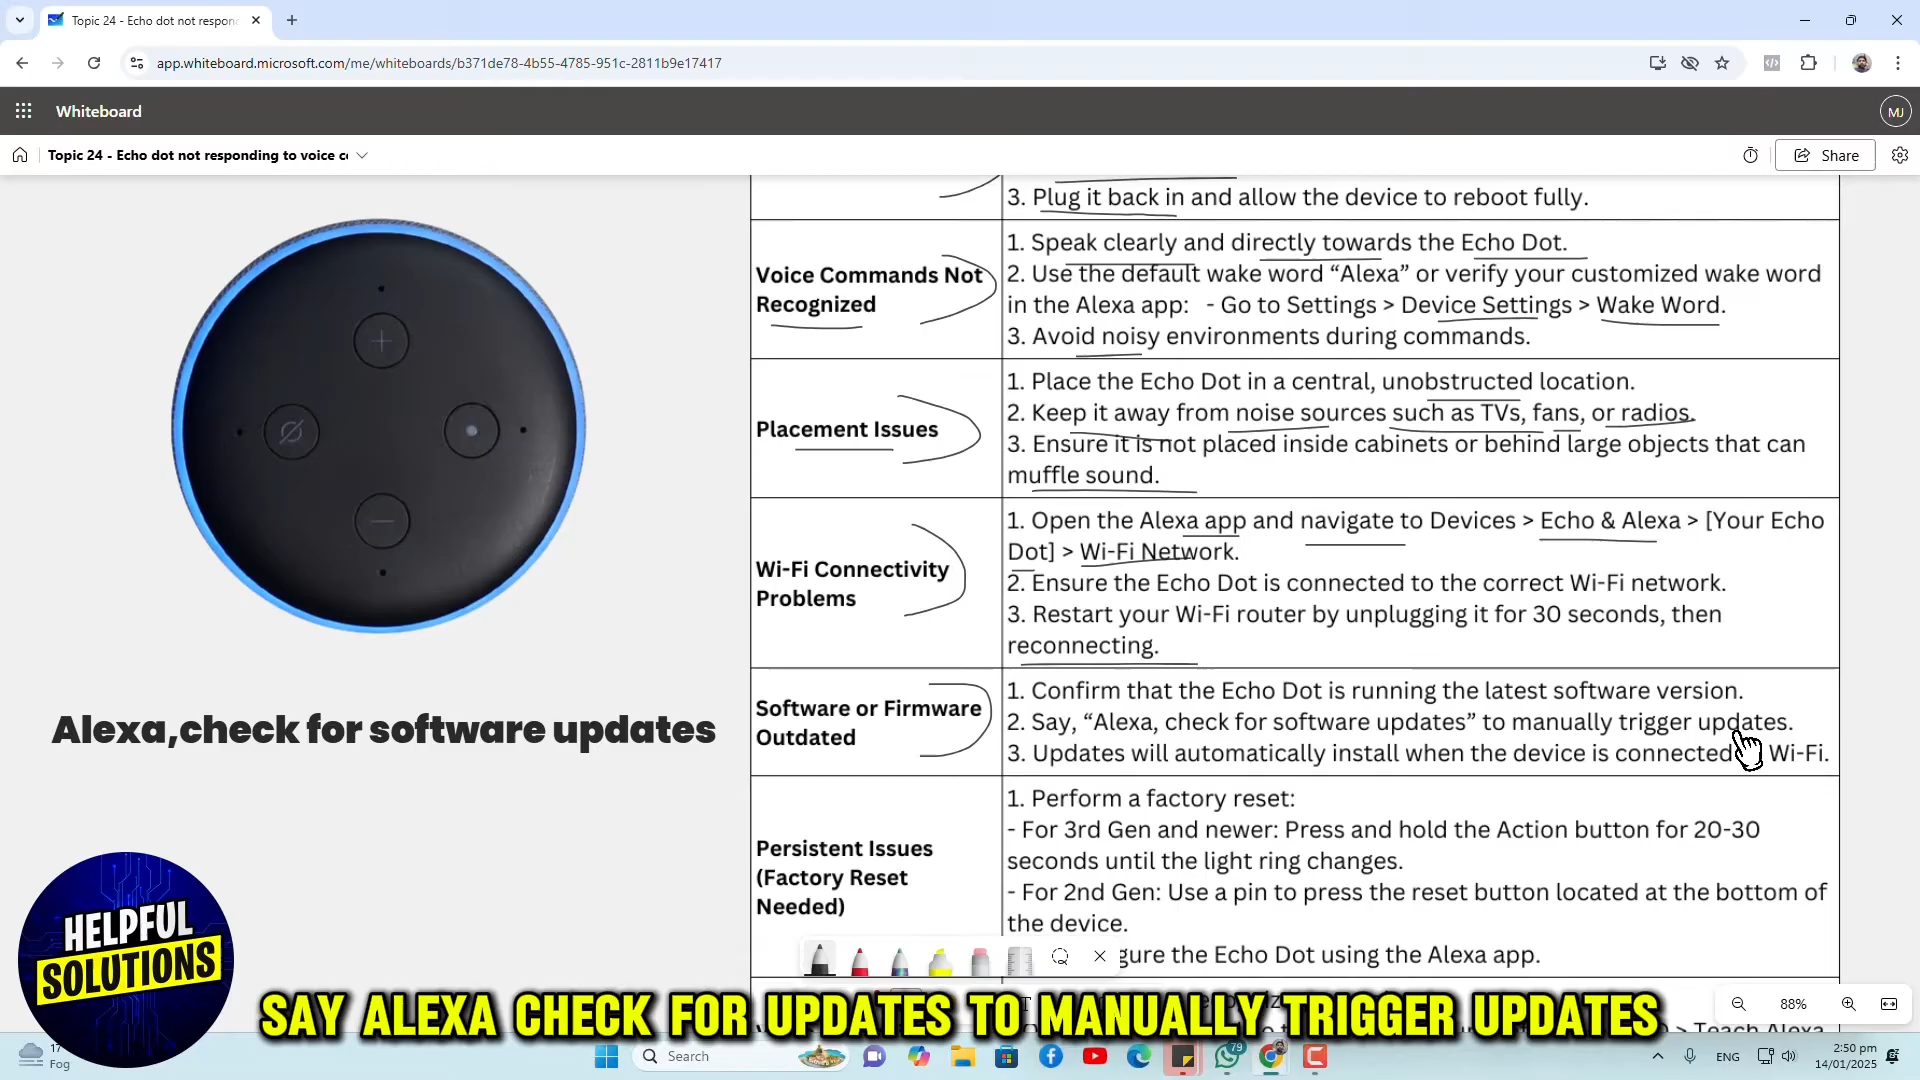 Topic 24 - Echo dot not respon
app.whiteboard.microsoft.com/me/whiteboards/b371de78-4b55-4785-951c-2811b9e17417
Whiteboard
MJ
Topic 24 - Echo dot not responding to voice c
Share
3. Plug it back in and allow the device to reboot fully.
Voice Commands Not
Recognized
1. Speak clearly and directly towards the Echo Dot.
2. Use the default wake word “Alexa” or verify your customized wake word
in the Alexa app: - Go to Settings > Device Settings > Wake Word.
3. Avoid noisy environments during commands.
Placement Issues
1. Place the Echo Dot in a central, unobstructed location.
2. Keep it away from noise sources such as TVs, fans, or radios.
3. Ensure it is not placed inside cabinets or behind large objects that can
muffle sound.
Wi-Fi Connectivity
Problems
1. Open the Alexa app and navigate to Devices > Echo & Alexa > [Your Echo
Dot] > Wi-Fi Network.
2. Ensure the Echo Dot is connected to the correct Wi-Fi network.
3. Restart your Wi-Fi router by unplugging it for 30 seconds, then
reconnecting.
Software or Firmware
Outdated
1. Confirm that the Echo Dot is running the latest software version.
2. Say, “Alexa, check for software updates” to manually trigger updates.
3. Updates will automatically install when the device is connected Wi-Fi.
Alexa,check for software updates
Persistent Issues
(Factory Reset
Needed)
1. Perform a factory reset:
- For 3rd Gen and newer: Press and hold the Action button for 20-30
seconds until the light ring changes.
- For 2nd Gen: Use a pin to press the reset button located at the bottom of
the device.
gure the Echo Dot using the Alexa app.
HELPFUL
SOLUTIONS
SAY ALEXA CHECK FOR UPDATES TO MANUALLY TRIGGER UPDATES
88%
> Teach Alexa
Fog
Search
79
ENG
2:50 pm
14/01/2025